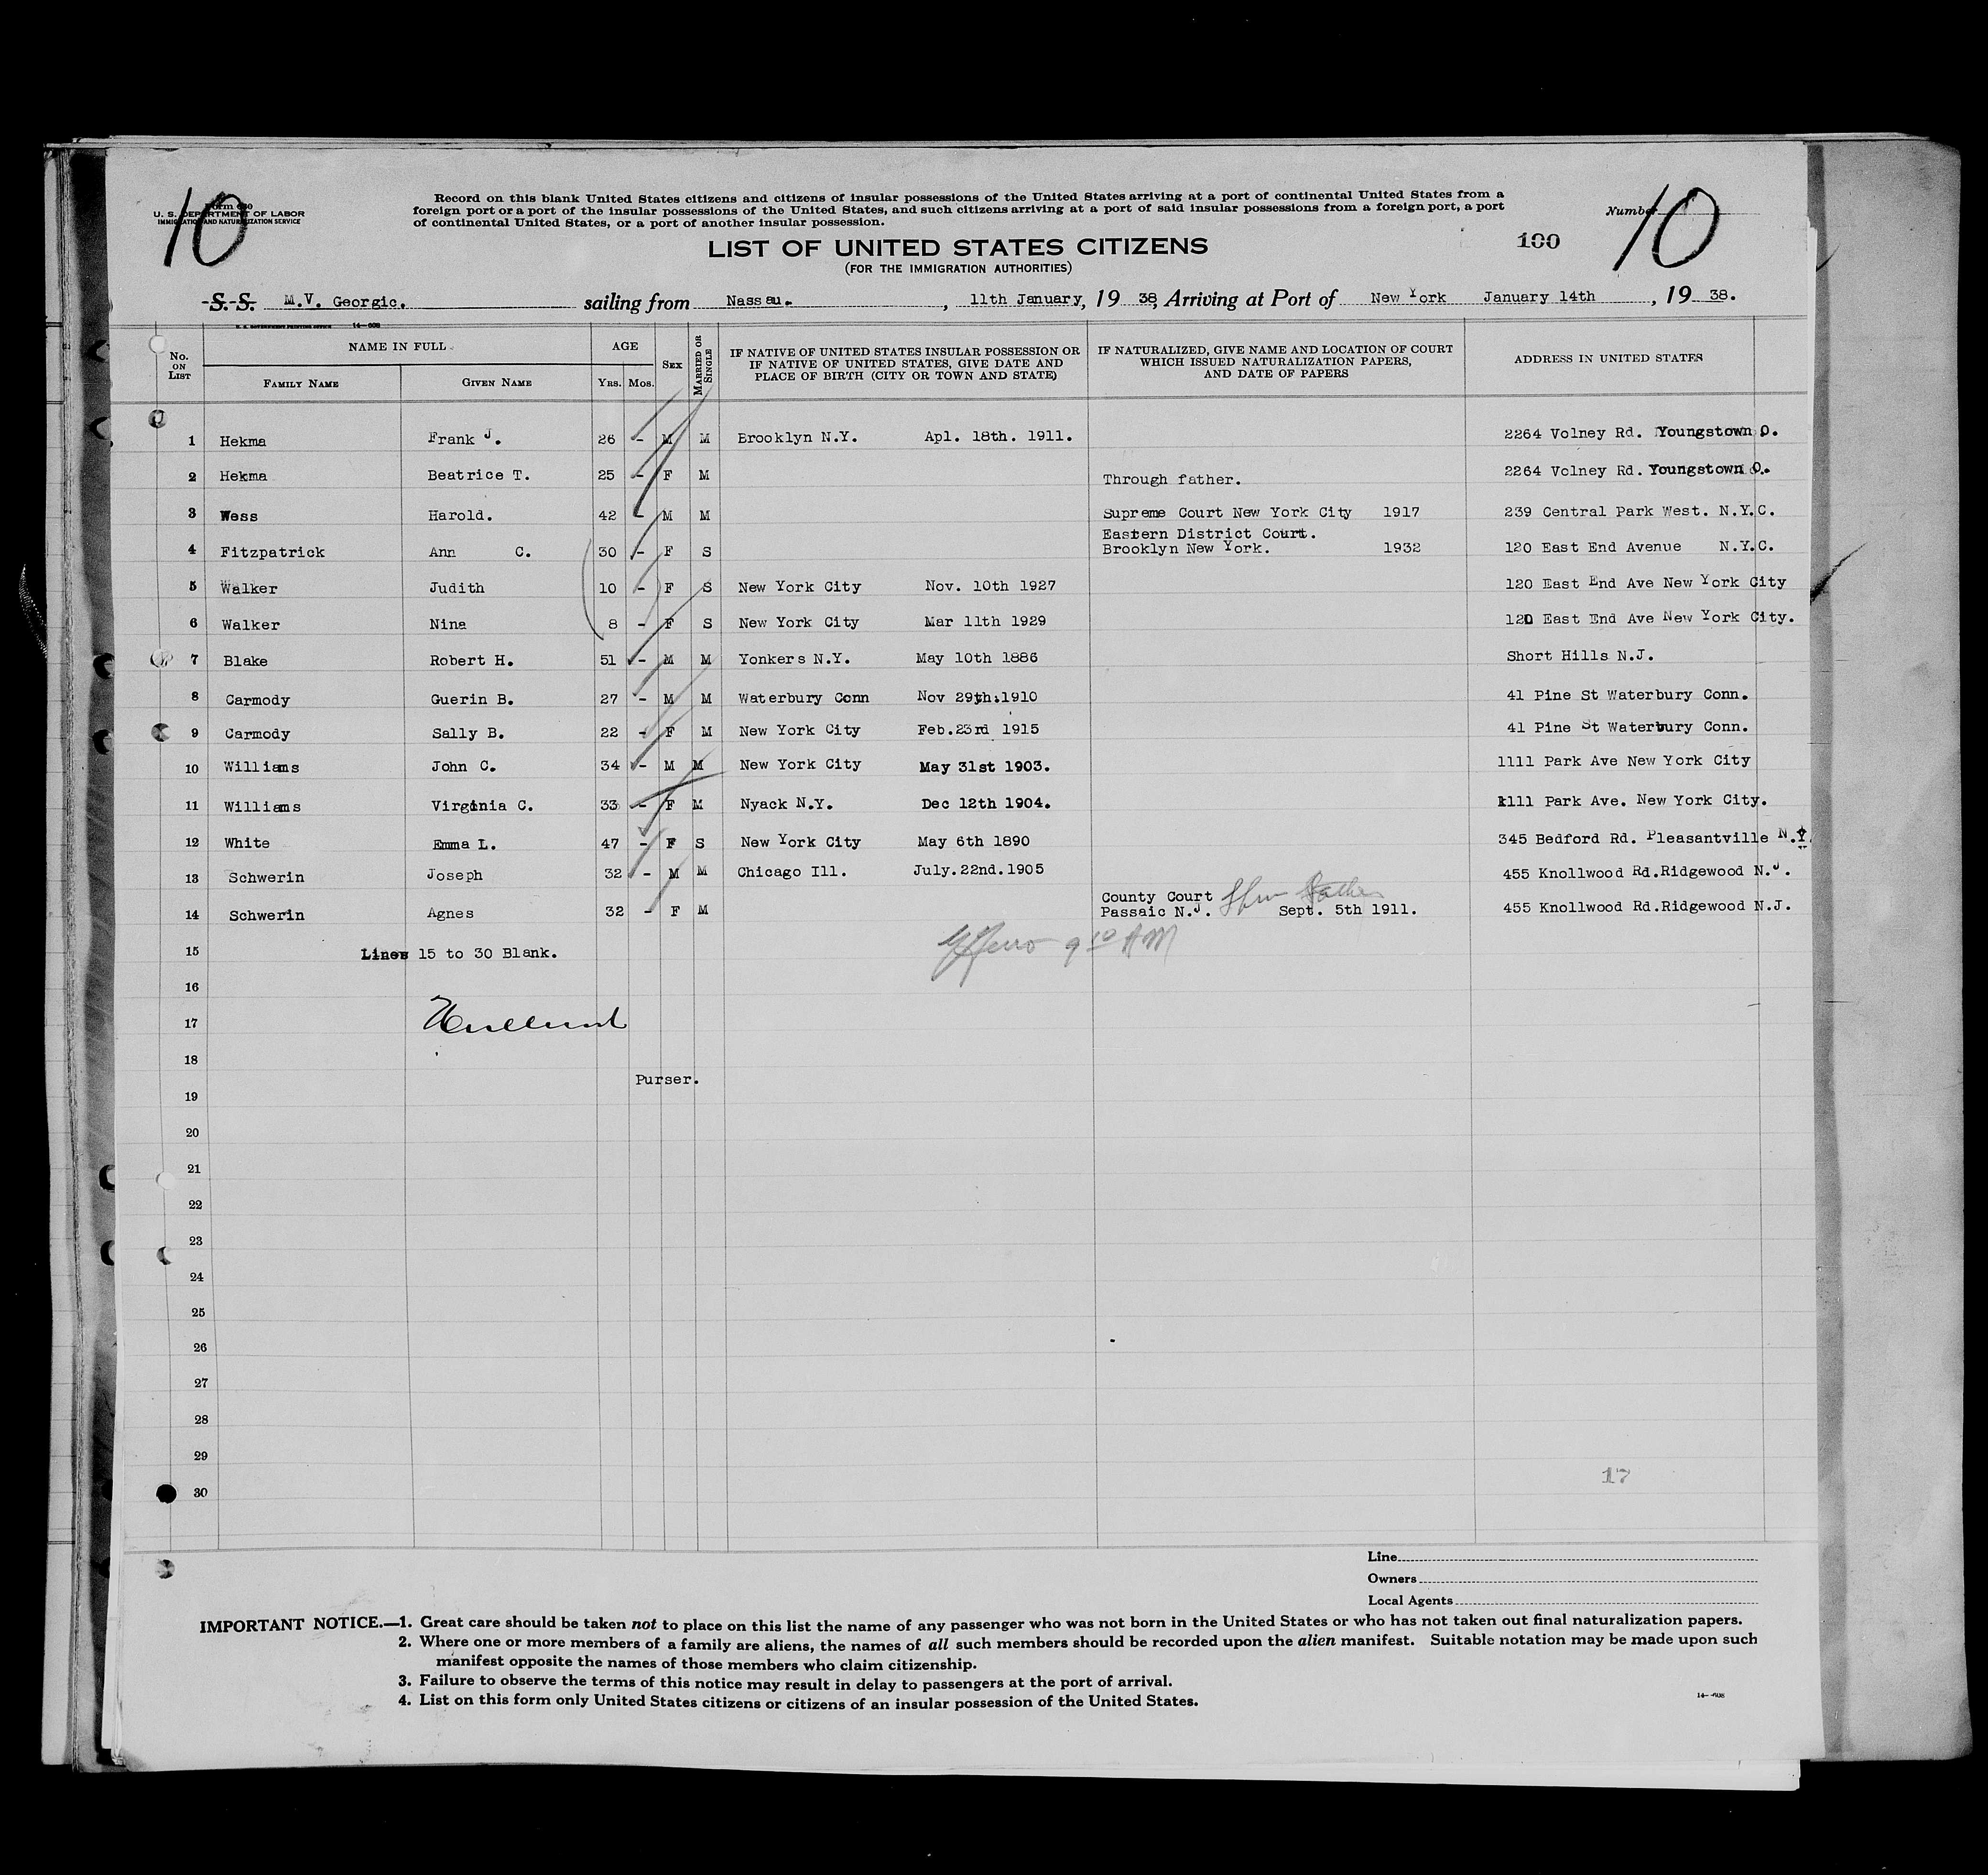 10
Form 630
U. S. DEPARTMENT OF LABOR
IMMIGRATION AND NATURALIZATION SERVICE
Record on this blank United States citizens and citizens of insular possessions of the United States arriving at a port of continental United States from a
foreign port or a port of the insular possessions of the United States, and such citizens arriving at a port of said insular possessions from a foreign port, a port
of continental United States, or a port of another insular possession.
Number 10
100
LIST OF UNITED STATES CITIZENS
(FOR THE IMMIGRATION AUTHORITIES)
S. S. M.V. Georgic. sailing from Nassau. , 11th January, 19 38, Arriving at Port of New York January 14th , 19 38.
U. S. GOVERNMENT PRINTING OFFICE 14—608
No. ON LIST NAME IN FULL AGE SEX MARRIED OR SINGLE IF NATIVE OF UNITED STATES INSULAR POSSESSION OR IF NATIVE OF UNITED STATES, GIVE DATE AND PLACE OF BIRTH (CITY OR TOWN AND STATE) IF NATURALIZED, GIVE NAME AND LOCATION OF COURT WHICH ISSUED NATURALIZATION PAPERS, AND DATE OF PAPERS ADDRESS IN UNITED STATES
FAMILY NAME GIVEN NAME YRS. MOS.
1 Hekma Frank J. 26 - M M Brooklyn N.Y. Apl. 18th. 1911. 2264 Volney Rd. Youngstown O.
2 Hekma Beatrice T. 25 - F M Through father. 2264 Volney Rd. Youngstown O.
3 Wess Harold. 42 - M M Supreme Court New York City 1917 239 Central Park West. N.Y.C.
Eastern District Court.
4 Fitzpatrick Ann C. 30 - F S Brooklyn New York. 1932 120 East End Avenue N.Y.C.
5 Walker Judith 10 - F S New York City Nov. 10th 1927 120 East End Ave New York City
6 Walker Nina 8 - F S New York City Mar 11th 1929 120 East End Ave New York City.
7 Blake Robert H. 51 - M M Yonkers N.Y. May 10th 1886 Short Hills N.J.
8 Carmody Guerin B. 27 - M M Waterbury Conn Nov 29th.1910 41 Pine St Waterbury Conn.
9 Carmody Sally B. 22 - F M New York City Feb.23rd 1915 41 Pine St Waterbury Conn.
10 Williams John C. 34 - M M New York City May 31st 1903. 1111 Park Ave New York City
11 Williams Virginia C. 33 - F M Nyack N.Y. Dec 12th 1904. 1111 Park Ave. New York City.
12 White Emma L. 47 - F S New York City May 6th 1890 345 Bedford Rd. Pleasantville N.Y.
13 Schwerin Joseph 32 - M M Chicago Ill. July.22nd.1905 455 Knollwood Rd.Ridgewood N.J.
County Court father
14 Schwerin Agnes 32 - F M Passaic N.J. Sept. 5th 1911. 455 Knollwood Rd.Ridgewood N.J.
9 10 AM
15 Lines 15 to 30 Blank.
16
17
18
Purser.
19
20
21
22
23
24
25
26
27
28
29
17
30
Line
Owners
Local Agents
IMPORTANT NOTICE.—1. Great care should be taken not to place on this list the name of any passenger who was not born in the United States or who has not taken out final naturalization papers.
2. Where one or more members of a family are aliens, the names of all such members should be recorded upon the alien manifest. Suitable notation may be made upon such
manifest opposite the names of those members who claim citizenship.
3. Failure to observe the terms of this notice may result in delay to passengers at the port of arrival.
4. List on this form only United States citizens or citizens of an insular possession of the United States.
14—608